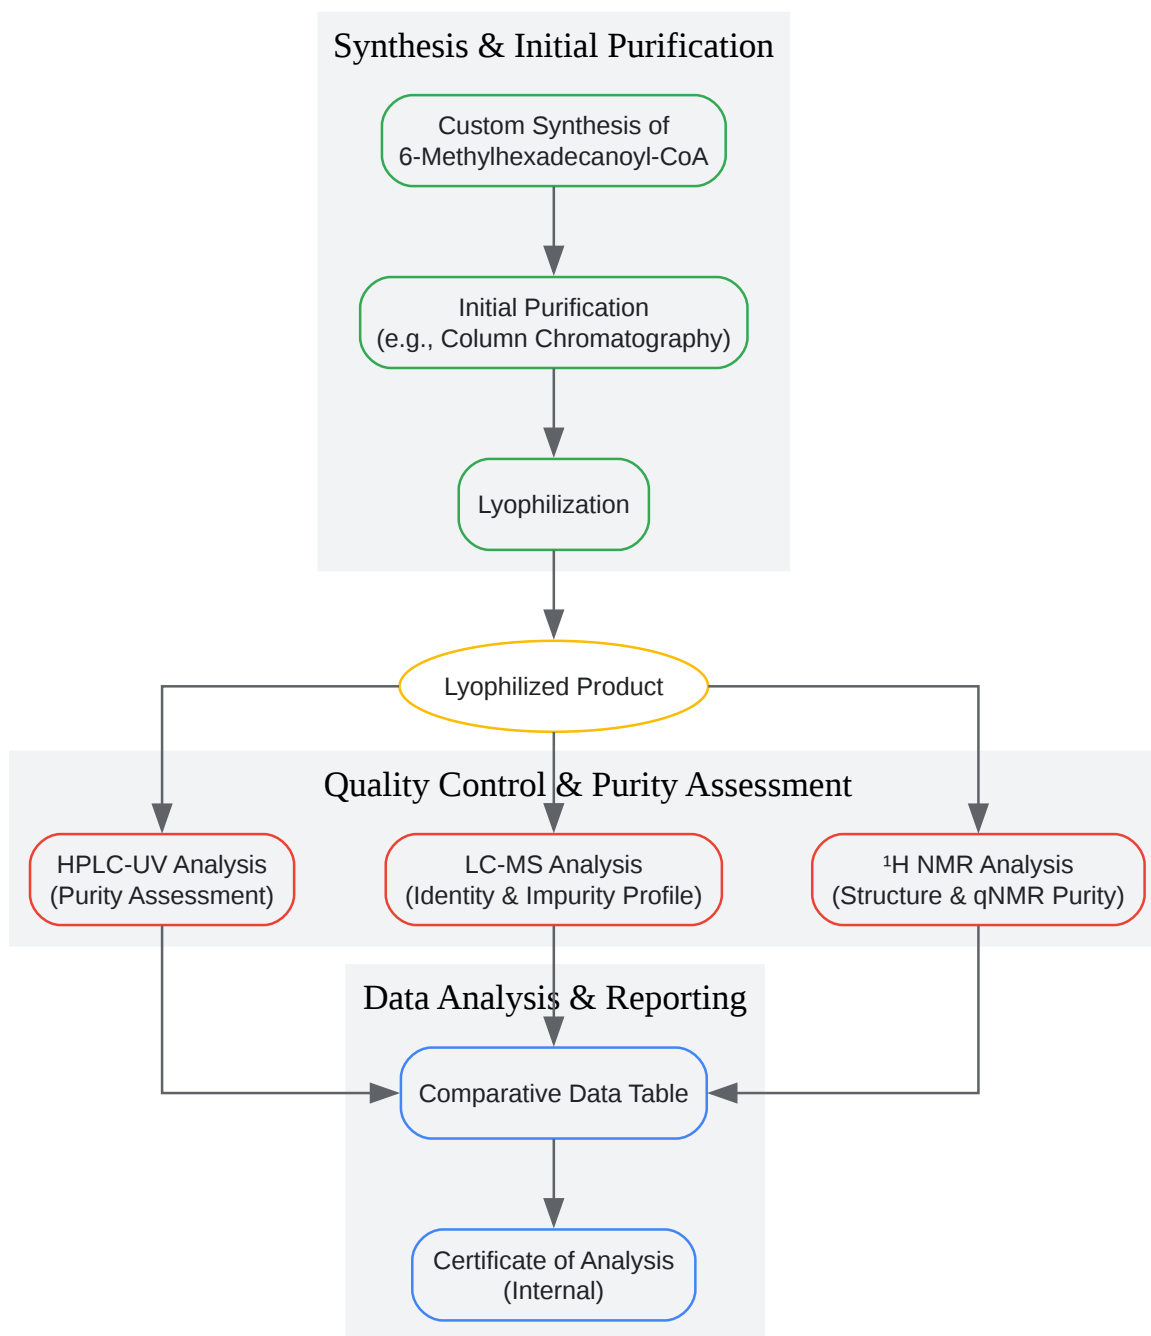 Synthesis & Initial Purification
Custom Synthesis of
6-Methylhexadecanoyl-CoA
Initial Purification
(e.g., Column Chromatography)
Lyophilization
Lyophilized Product
Quality Control & Purity Assessment
HPLC-UV Analysis
(Purity Assessment)
LC-MS Analysis
(Identity & Impurity Profile)
¹H NMR Analysis
(Structure & qNMR Purity)
Data Analysis & Reporting
Comparative Data Table
Certificate of Analysis
(Internal)